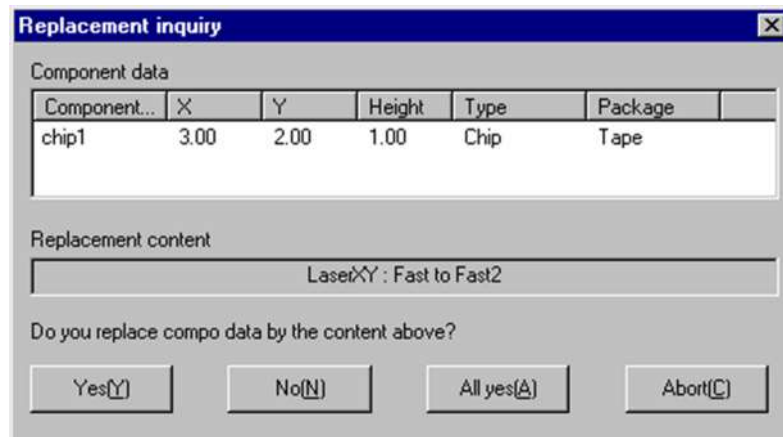 Replacement inquiry
Component data
Component... X Y Height Type Package
chip1 3.00 2.00 1.00 Chip Tape
Replacement content
LaserXY : Fast to Fast2
Do you replace compo data by the content above?
Yes(Y) No(N) All yes(A) Abort(C)